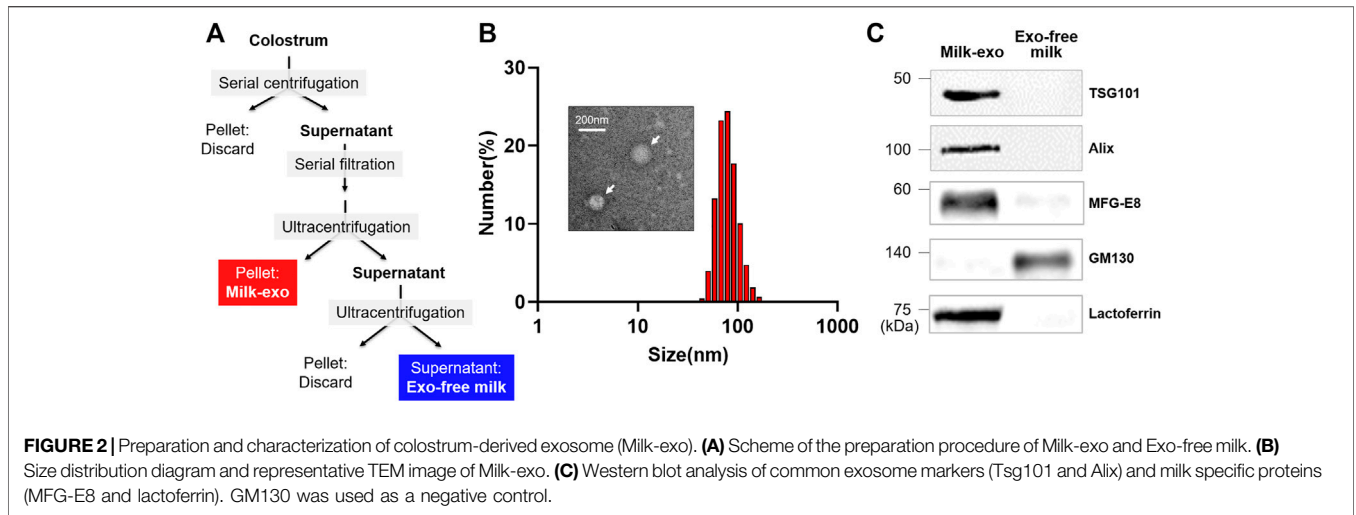 A
Colostrum
Serial centrifugation
Pellet:
Discard
Supernatant
Serial filtration
Ultracentrifugation
Pellet:
Milk-exo
Supernatant
Ultracentrifugation
Pellet:
Discard
Supernatant:
Exo-free milk
B
Number(%)
30
20
10
0
1
10
100
1000
Size(nm)
200nm
C
Milk-exo
Exo-free
milk
50
TSG101
100
Alix
60
MFG-E8
140
GM130
75
(kDa)
Lactoferrin
FIGURE 2 | Preparation and characterization of colostrum-derived exosome (Milk-exo). (A) Scheme of the preparation procedure of Milk-exo and Exo-free milk. (B)
Size distribution diagram and representative TEM image of Milk-exo. (C) Western blot analysis of common exosome markers (Tsg101 and Alix) and milk specific proteins
(MFG-E8 and lactoferrin). GM130 was used as a negative control.